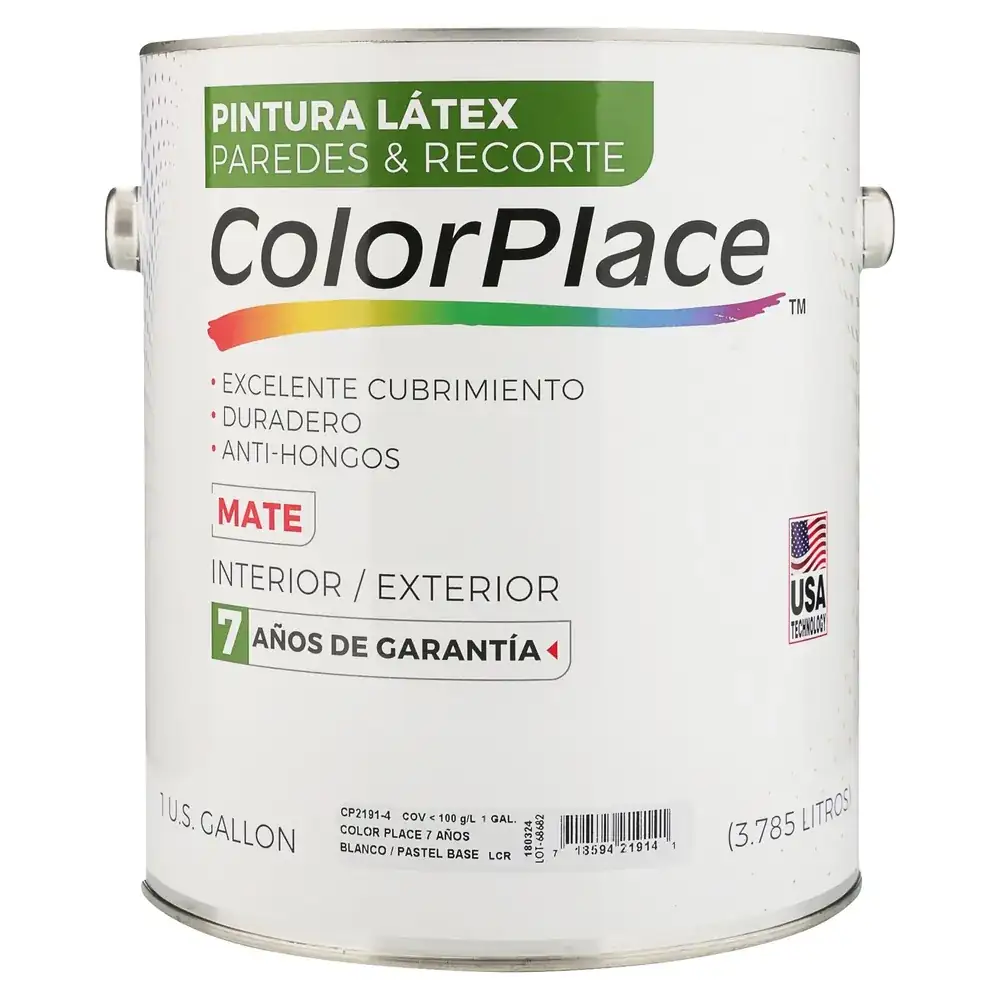 PINTURA LÁTEX
PAREDES & RECORTE
ColorPlace™
• EXCELENTE CUBRIMIENTO
• DURADERO
• ANTI-HONGOS
MATE
INTERIOR / EXTERIOR
7 AÑOS DE GARANTÍA
USA
TECHNOLOGY
1 U.S. GALLON
CP2191-4 COV < 100 g/L 1 GAL.
COLOR PLACE 7 AÑOS
BLANCO / PASTEL BASE LCR
180324
LOT-68682
7 18594 21914 1
(3.785 LITROS)